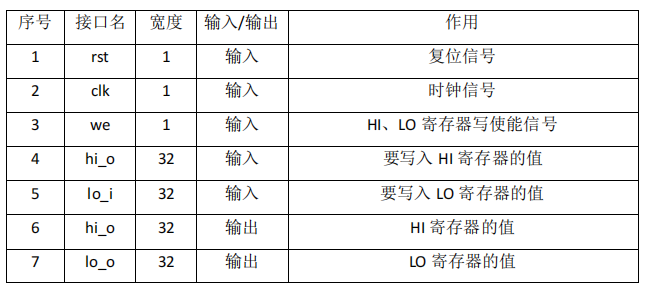 序号 接口名 宽度 输入/输出 作用
1 rst 1 输入 复位信号
2 clk 1 输入 时钟信号
3 we 1 输入 HI、LO 寄存器写使能信号
4 hi_o 32 输入 要写入 HI 寄存器的值
5 lo_i 32 输入 要写入 LO 寄存器的值
6 hi_o 32 输出 HI 寄存器的值
7 lo_o 32 输出 LO 寄存器的值